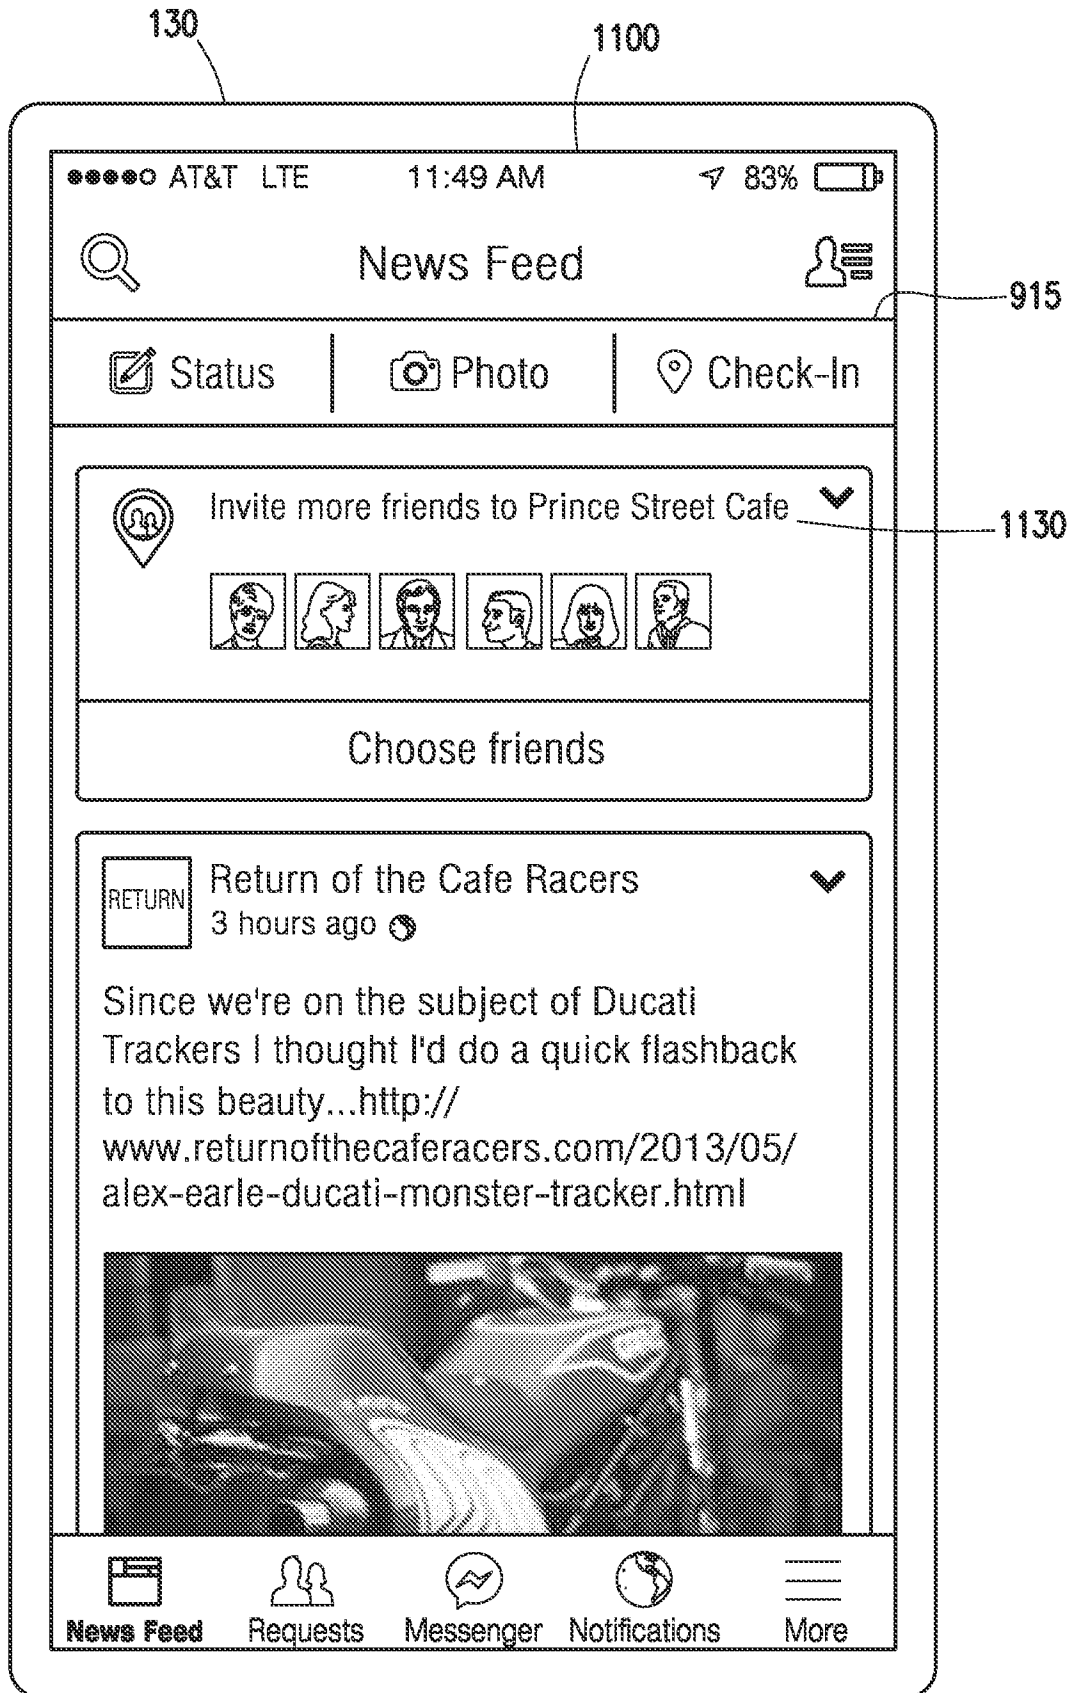 130
1100
AT&T LTE 11:49 AM 83%
News Feed
915
Status Photo Check-In
Invite more friends to Prince Street Cafe
1130
Choose friends
RETURN
Return of the Cafe Racers
3 hours ago
Since we're on the subject of Ducati
Trackers I thought I'd do a quick flashback
to this beauty...http://
www.returnofthecaferacers.com/2013/05/
alex-earle-ducati-monster-tracker.html
News Feed Requests Messenger Notifications More